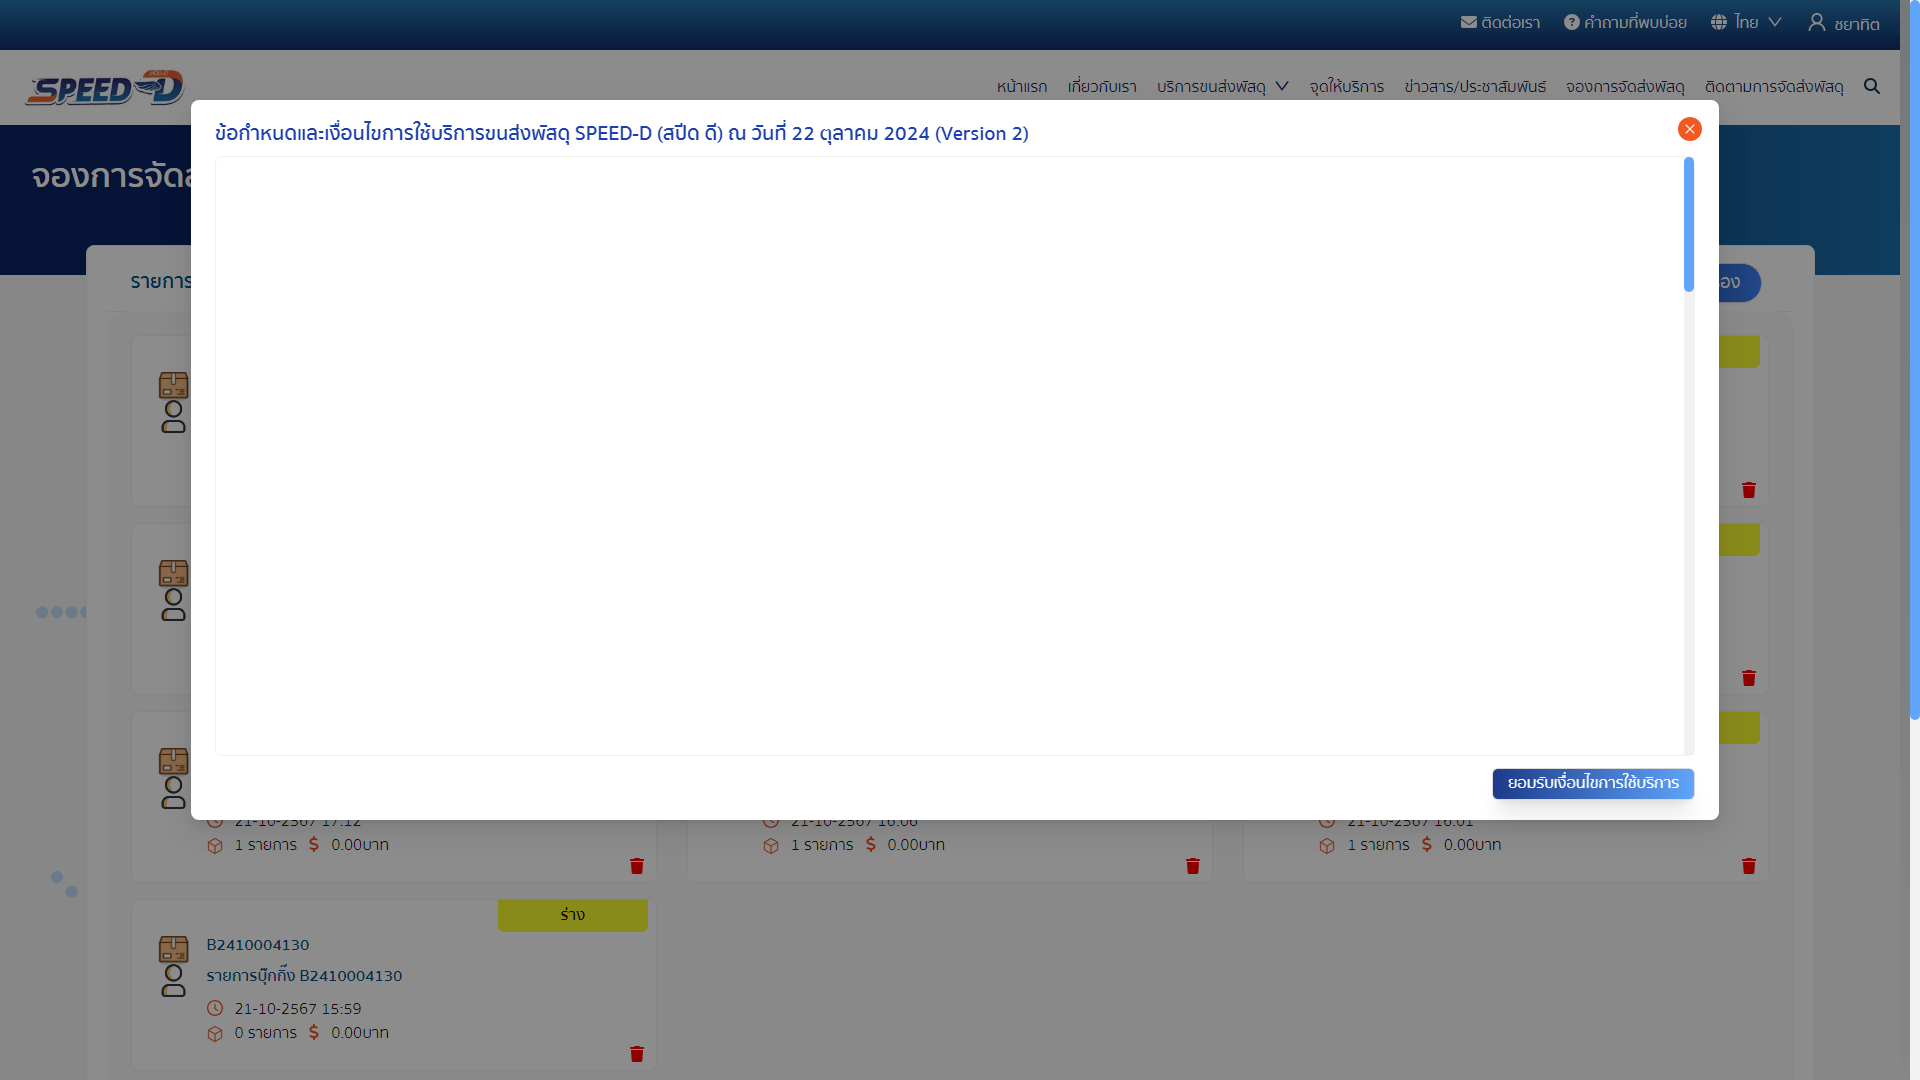 ติดต่อเรา คำถามที่พบบ่อย ไทย ชยาทิต
SPEED-D หน้าแรก เกี่ยวกับเรา บริการขนส่งพัสดุ จุดให้บริการ ข่าวสาร/ประชาสัมพันธ์ จองการจัดส่งพัสดุ ติดตามการจัดส่งพัสดุ
ข้อกำหนดและเงื่อนไขการใช้บริการขนส่งพัสดุ SPEED-D (สปีด ดี) ณ วันที่ 22 ตุลาคม 2024 (Version 2)
จองการจัดส
รายการ
อง
ยอมรับเงื่อนไขการใช้บริการ
21-10-2567 17:12 21-10-2567 16:06 21-10-2567 16:01
1 รายการ $ 0.00บาท 1 รายการ $ 0.00บาท 1 รายการ $ 0.00บาท
ร่าง
B2410004130
รายการบุ๊กกิ๊ง B2410004130
21-10-2567 15:59
0 รายการ $ 0.00บาท